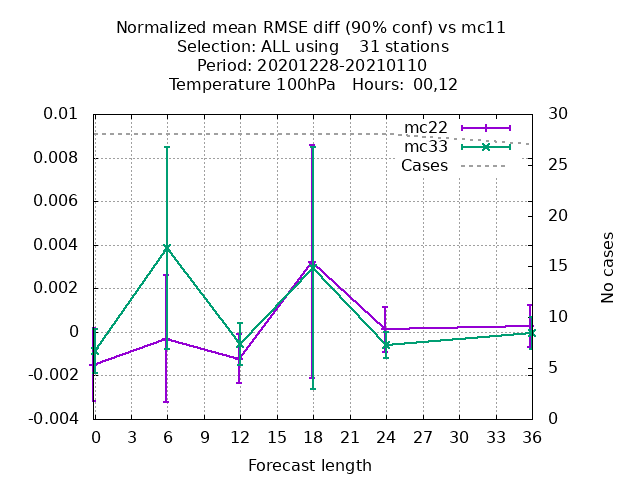 Normalized mean RMSE diff (90% conf) vs mc11
Selection: ALL using    31 stations
Period: 20201228-20210110
Temperature 100hPa   Hours:  00,12
0.01
0.008
0.006
0.004
0.002
0
-0.002
-0.004
30
25
20
15
10
5
0
mc22
mc33
Cases
No cases
0 3 6 9 12 15 18 21 24 27 30 33 36
Forecast length